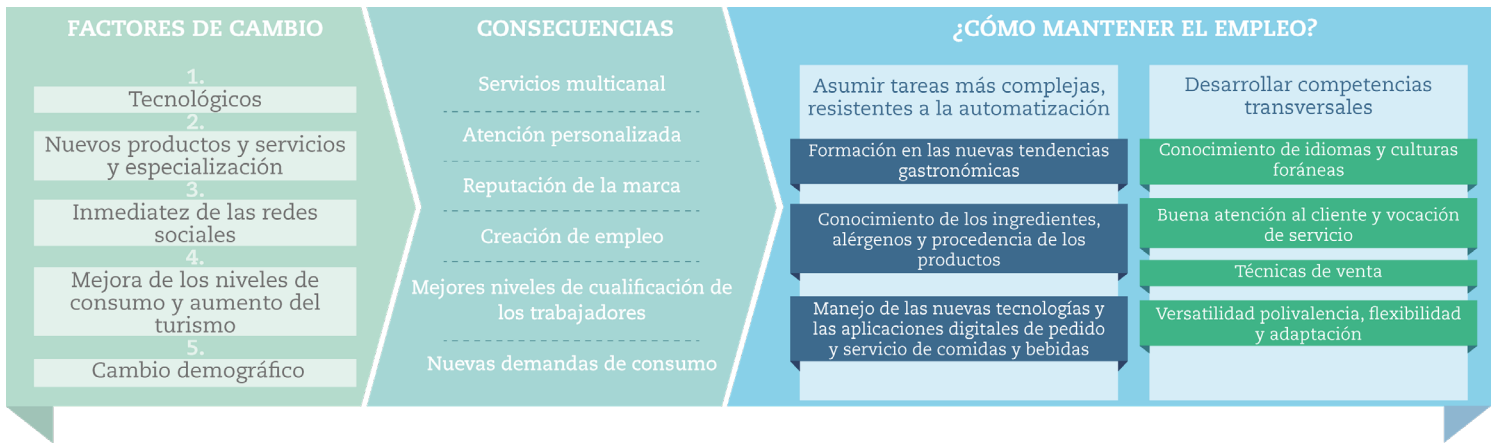 FACTORES DE CAMBIO
1.
Tecnológicos
2.
Nuevos productos y servicios
y especialización
3.
Inmediatez de las redes
sociales
4.
Mejora de los niveles de
consumo y aumento del
turismo
5.
Cambio demográfico
CONSECUENCIAS
Servicios multicanal
Atención personalizada
Reputación de la marca
Creación de empleo
Mejores niveles de cualificación de
los trabajadores
Nuevas demandas de consumo
¿CÓMO MANTENER EL EMPLEO?
Asumir tareas más complejas,
resistentes a la automatización
Formación en las nuevas tendencias
gastronómicas
Conocimiento de los ingredientes,
alérgenos y procedencia de los
productos
Manejo de las nuevas tecnologías y
las aplicaciones digitales de pedido
y servicio de comidas y bebidas
Desarrollar competencias
transversales
Conocimiento de idiomas y culturas
foráneas
Buena atención al cliente y vocación
de servicio
Técnicas de venta
Versatilidad polivalencia, flexibilidad
y adaptación